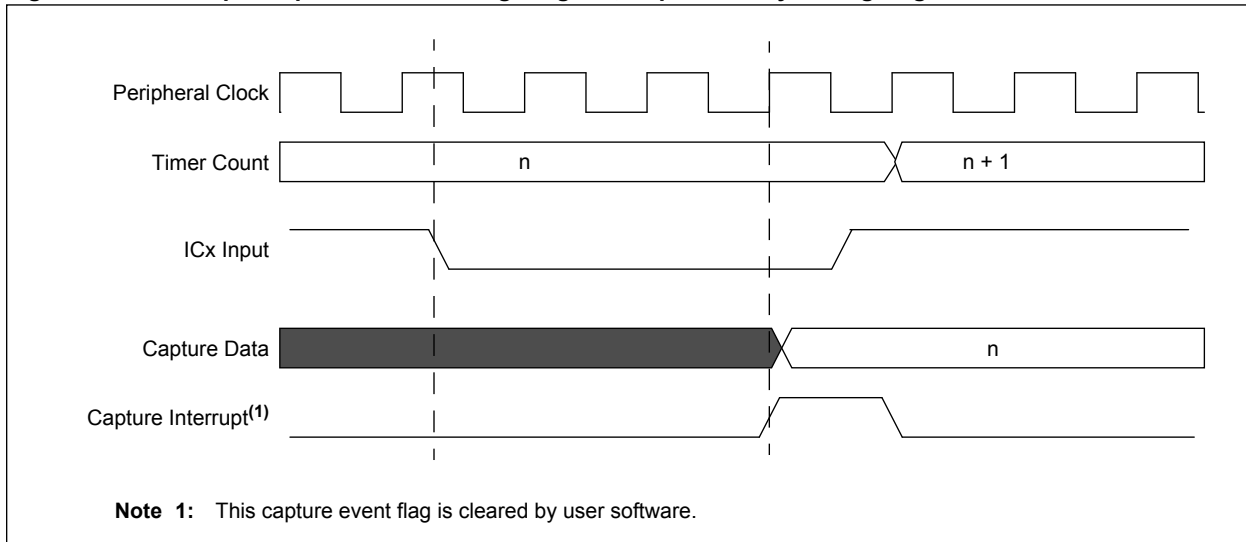 Peripheral Clock
Timer Count
n
n + 1
ICx Input
Capture Data
n
Capture Interrupt(1)
Note 1: This capture event flag is cleared by user software.